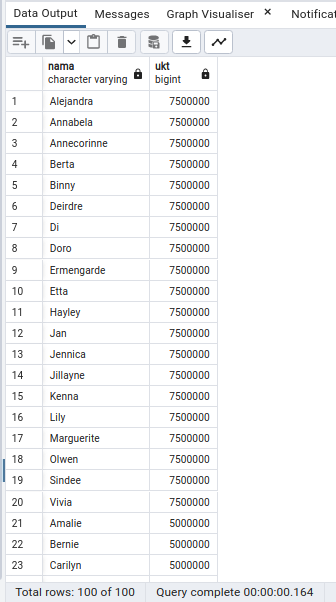 Data Output Messages Graph Visualiser × Notificat
nama ukt
character varying bigint
1 Alejandra 7500000
2 Annabela 7500000
3 Annecorinne 7500000
4 Berta 7500000
5 Binny 7500000
6 Deirdre 7500000
7 Di 7500000
8 Doro 7500000
9 Ermengarde 7500000
10 Etta 7500000
11 Hayley 7500000
12 Jan 7500000
13 Jennica 7500000
14 Jillayne 7500000
15 Kenna 7500000
16 Lily 7500000
17 Marguerite 7500000
18 Olwen 7500000
19 Sindee 7500000
20 Vivia 7500000
21 Amalie 5000000
22 Bernie 5000000
23 Carilyn 5000000
Total rows: 100 of 100 Query complete 00:00:00.164